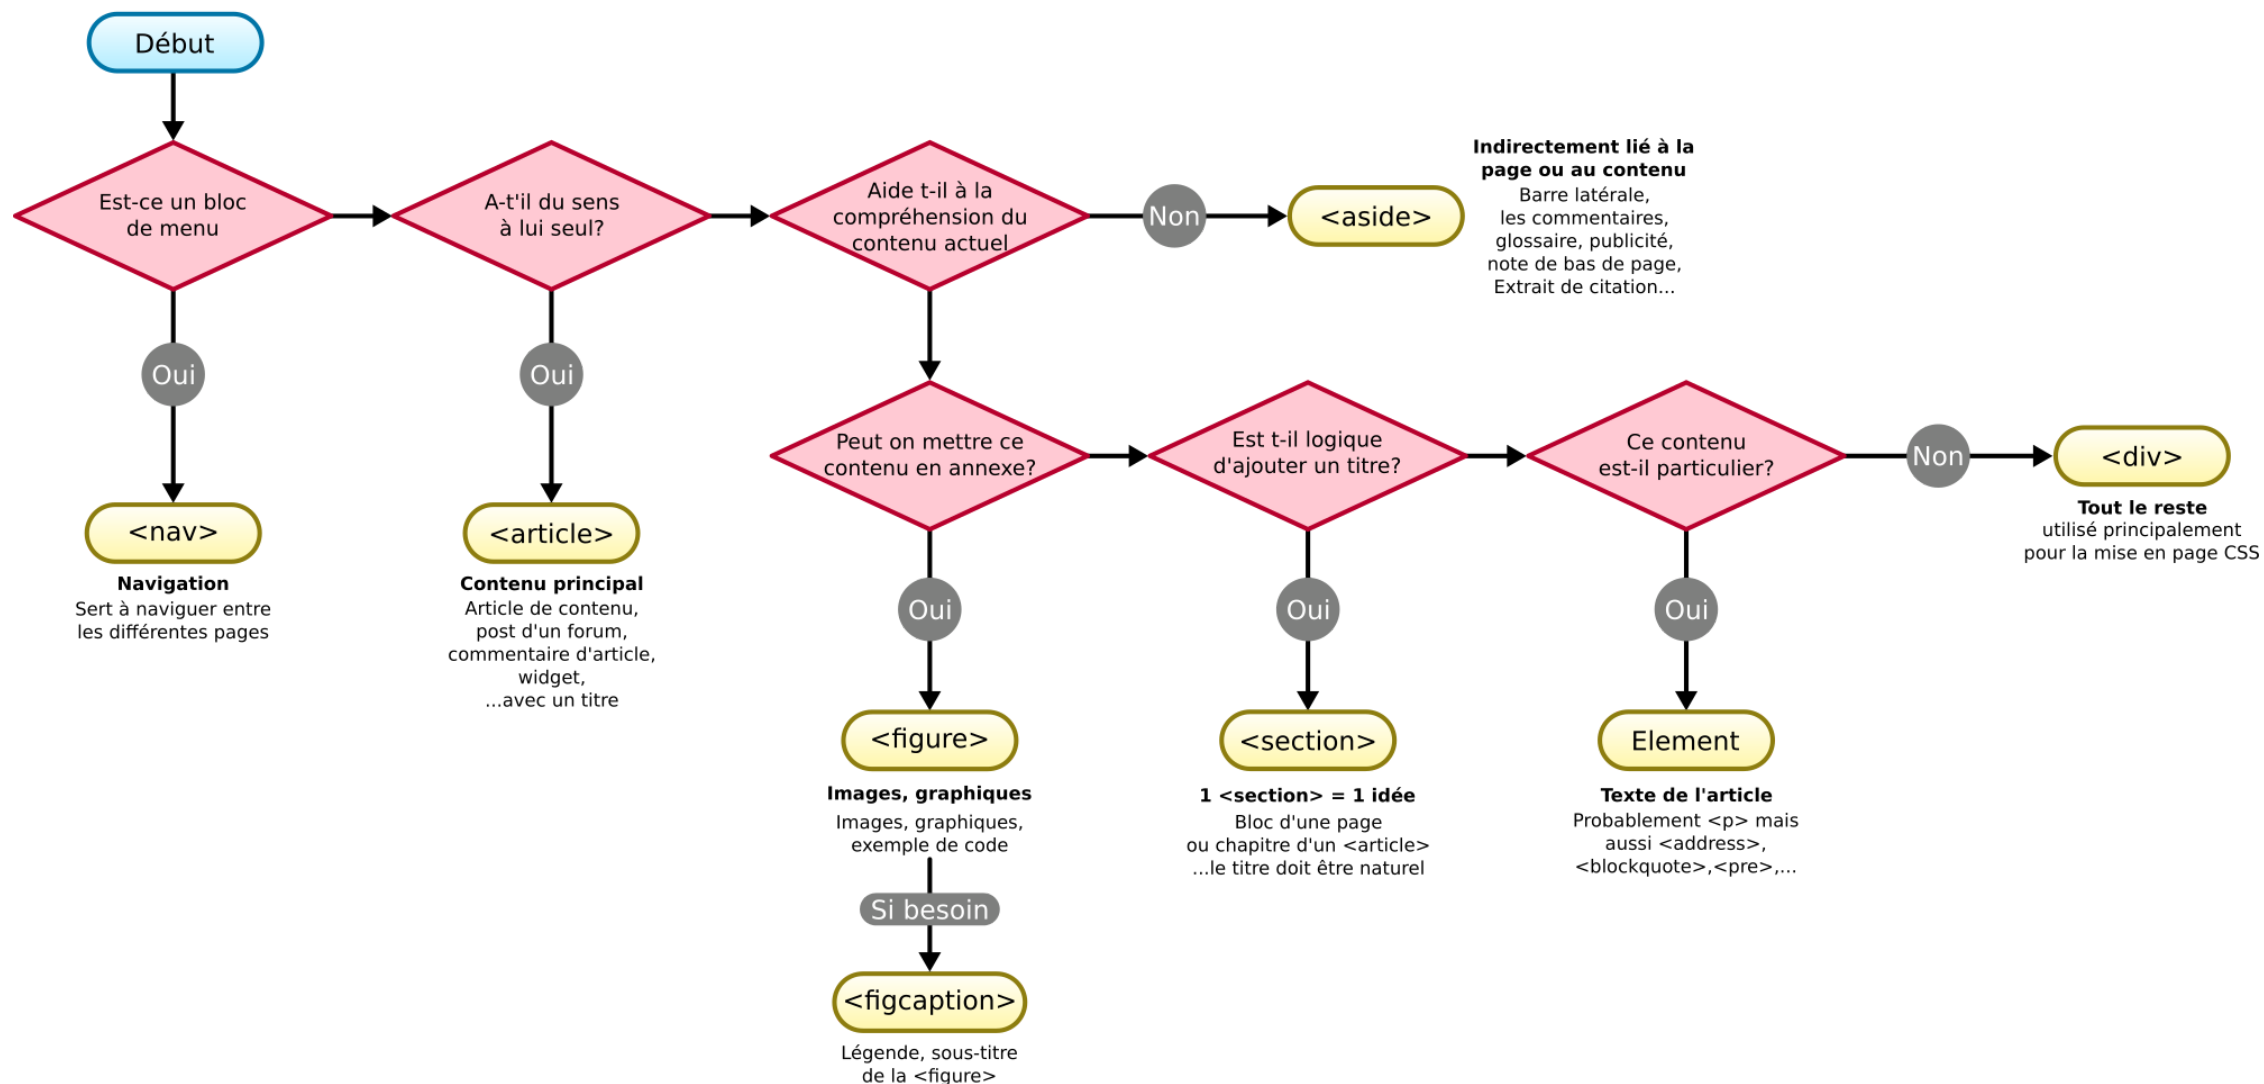 Début
Est-ce un bloc
de menu
A-t'il du sens
à lui seul?
Aide t-il à la
compréhension du
contenu actuel
Non
<aside>
Indirectement lié à la
page ou au contenu
Barre latérale,
les commentaires,
glossaire, publicité,
note de bas de page,
Extrait de citation...
Oui
<nav>
Navigation
Sert à naviguer entre
les différentes pages
Oui
<article>
Contenu principal
Article de contenu,
post d'un forum,
commentaire d'article,
widget,
...avec un titre
Peut on mettre ce
contenu en annexe?
Est t-il logique
d'ajouter un titre?
Ce contenu
est-il particulier?
Non
<div>
Tout le reste
utilisé principalement
pour la mise en page CSS
Oui
<figure>
Images, graphiques
Images, graphiques,
exemple de code
Si besoin
<figcaption>
Légende, sous-titre
de la <figure>
Oui
<section>
1 <section> = 1 idée
Bloc d'une page
ou chapitre d'un <article>
...le titre doit être naturel
Oui
Element
Texte de l'article
Probablement <p> mais
aussi <address>,
<blockquote>,<pre>,...